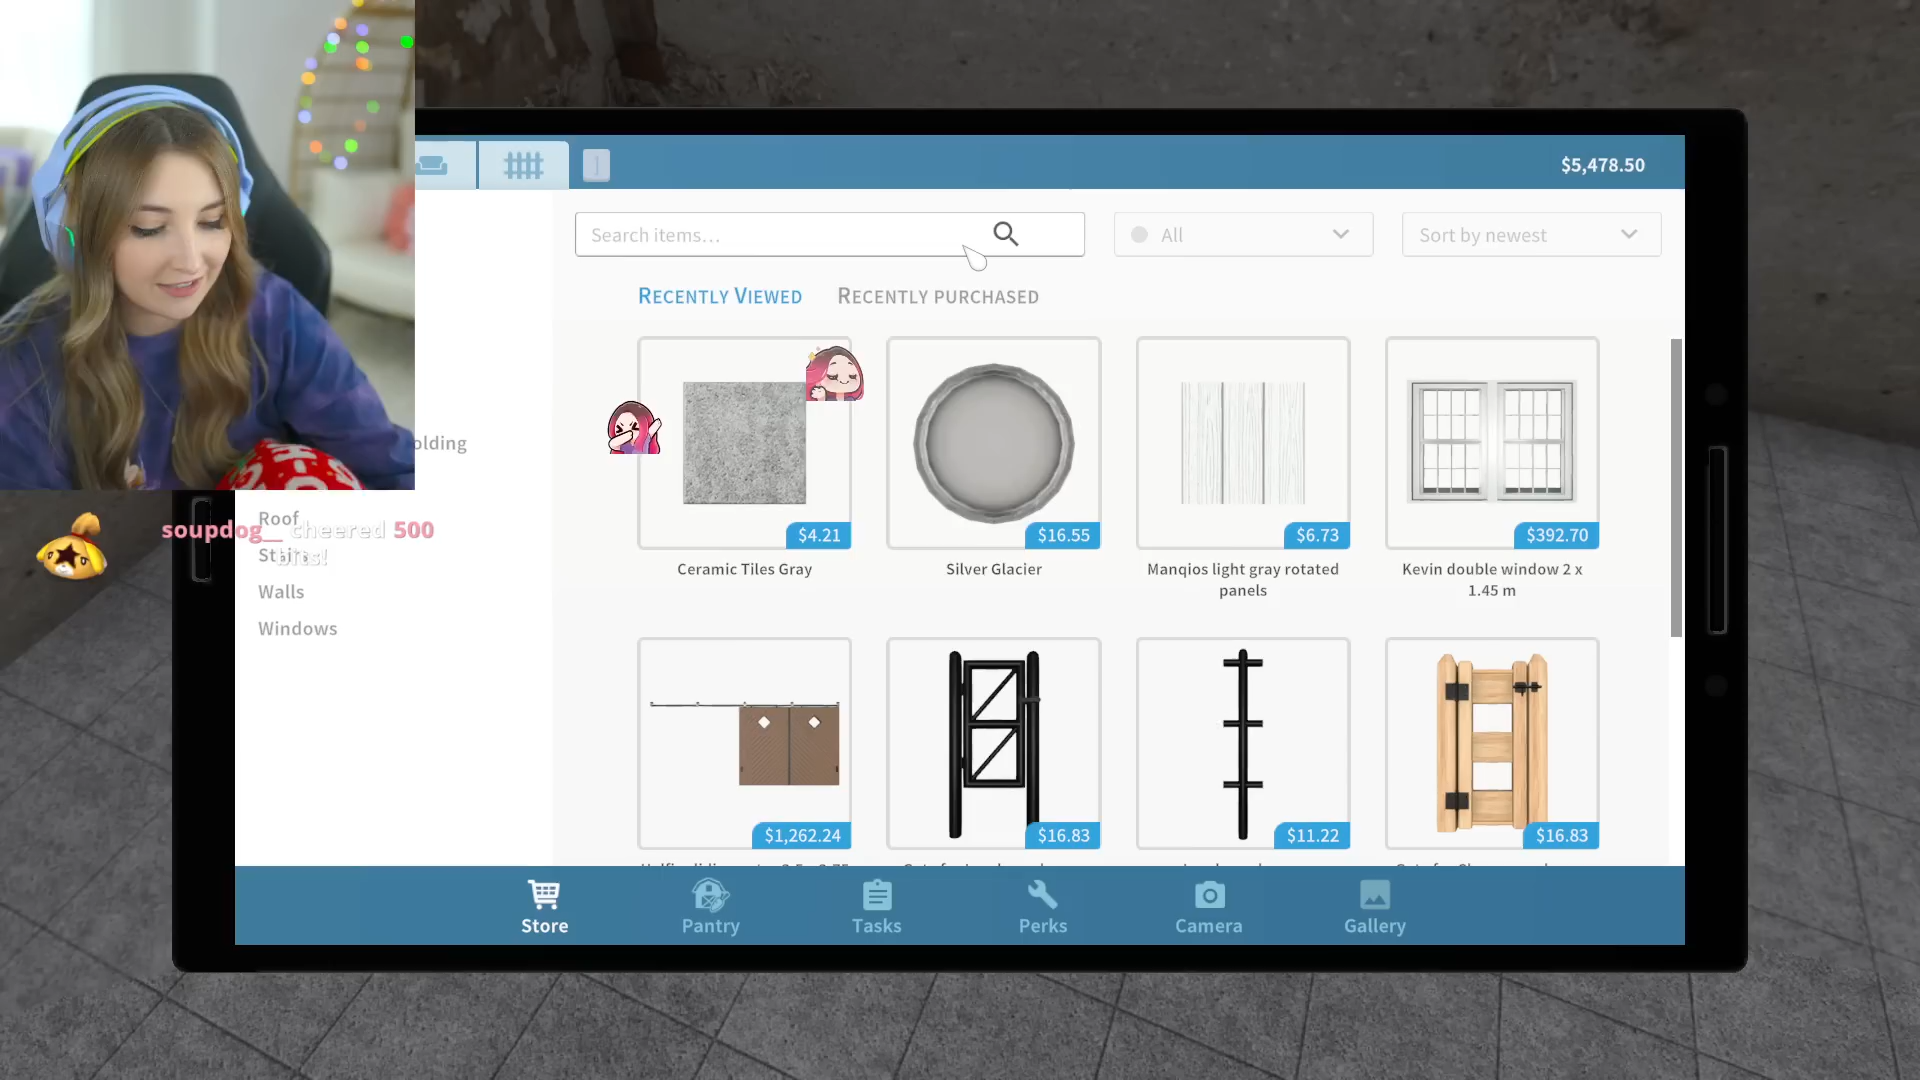 $5,478.50
Search items...
All
Sort by newest
RECENTLY VIEWED
RECENTLY PURCHASED
olding
Roof
Stairs
Walls
Windows
soupdog__ cheered 500
bits!
$4.21
$16.55
$6.73
$392.70
Ceramic Tiles Gray
Silver Glacier
Manqios light gray rotated
panels
Kevin double window 2 x
1.45 m
$1,262.24
$16.83
$11.22
$16.83
Store
Pantry
Tasks
Perks
Camera
Gallery